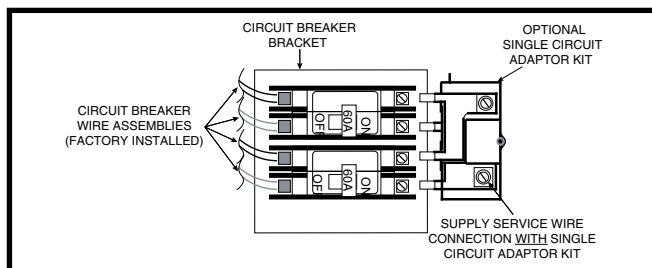 CIRCUIT BREAKER
BRACKET
OPTIONAL
SINGLE CIRCUIT
ADAPTOR KIT
CIRCUIT BREAKER
WIRE ASSEMBLIES
(FACTORY INSTALLED)
OFF
60A
ON
OFF
60A
ON
SUPPLY SERVICE WIRE
CONNECTION WITH SINGLE
CIRCUIT ADAPTOR KIT